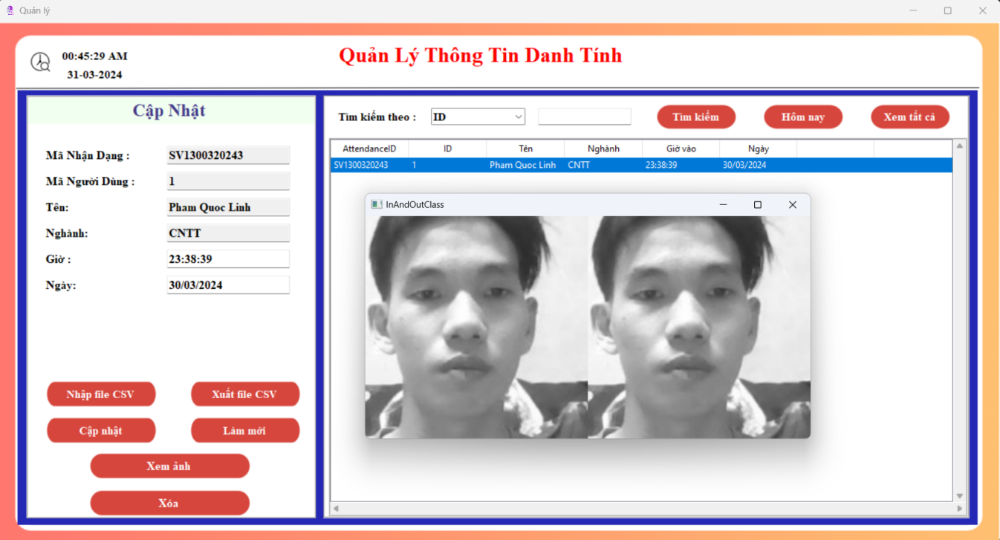 Quản lý
00:45:29 AM
31-03-2024
Quản Lý Thông Tin Danh Tính
Cập Nhật
Mã Nhận Dạng : SV1300320243
Mã Người Dùng : 1
Tên: Pham Quoc Linh
Nghành: CNTT
Giờ : 23:38:39
Ngày: 30/03/2024
Nhập file CSV Xuất file CSV
Cập nhật Làm mới
Xem ảnh
Xóa
Tìm kiếm theo : ID Tìm kiếm Hôm nay Xem tất cả
AttendanceID ID Tên Nghành Giờ vào Ngày
SV1300320243 1 Pham Quoc Linh CNTT 23:38:39 30/03/2024
InAndOutClass